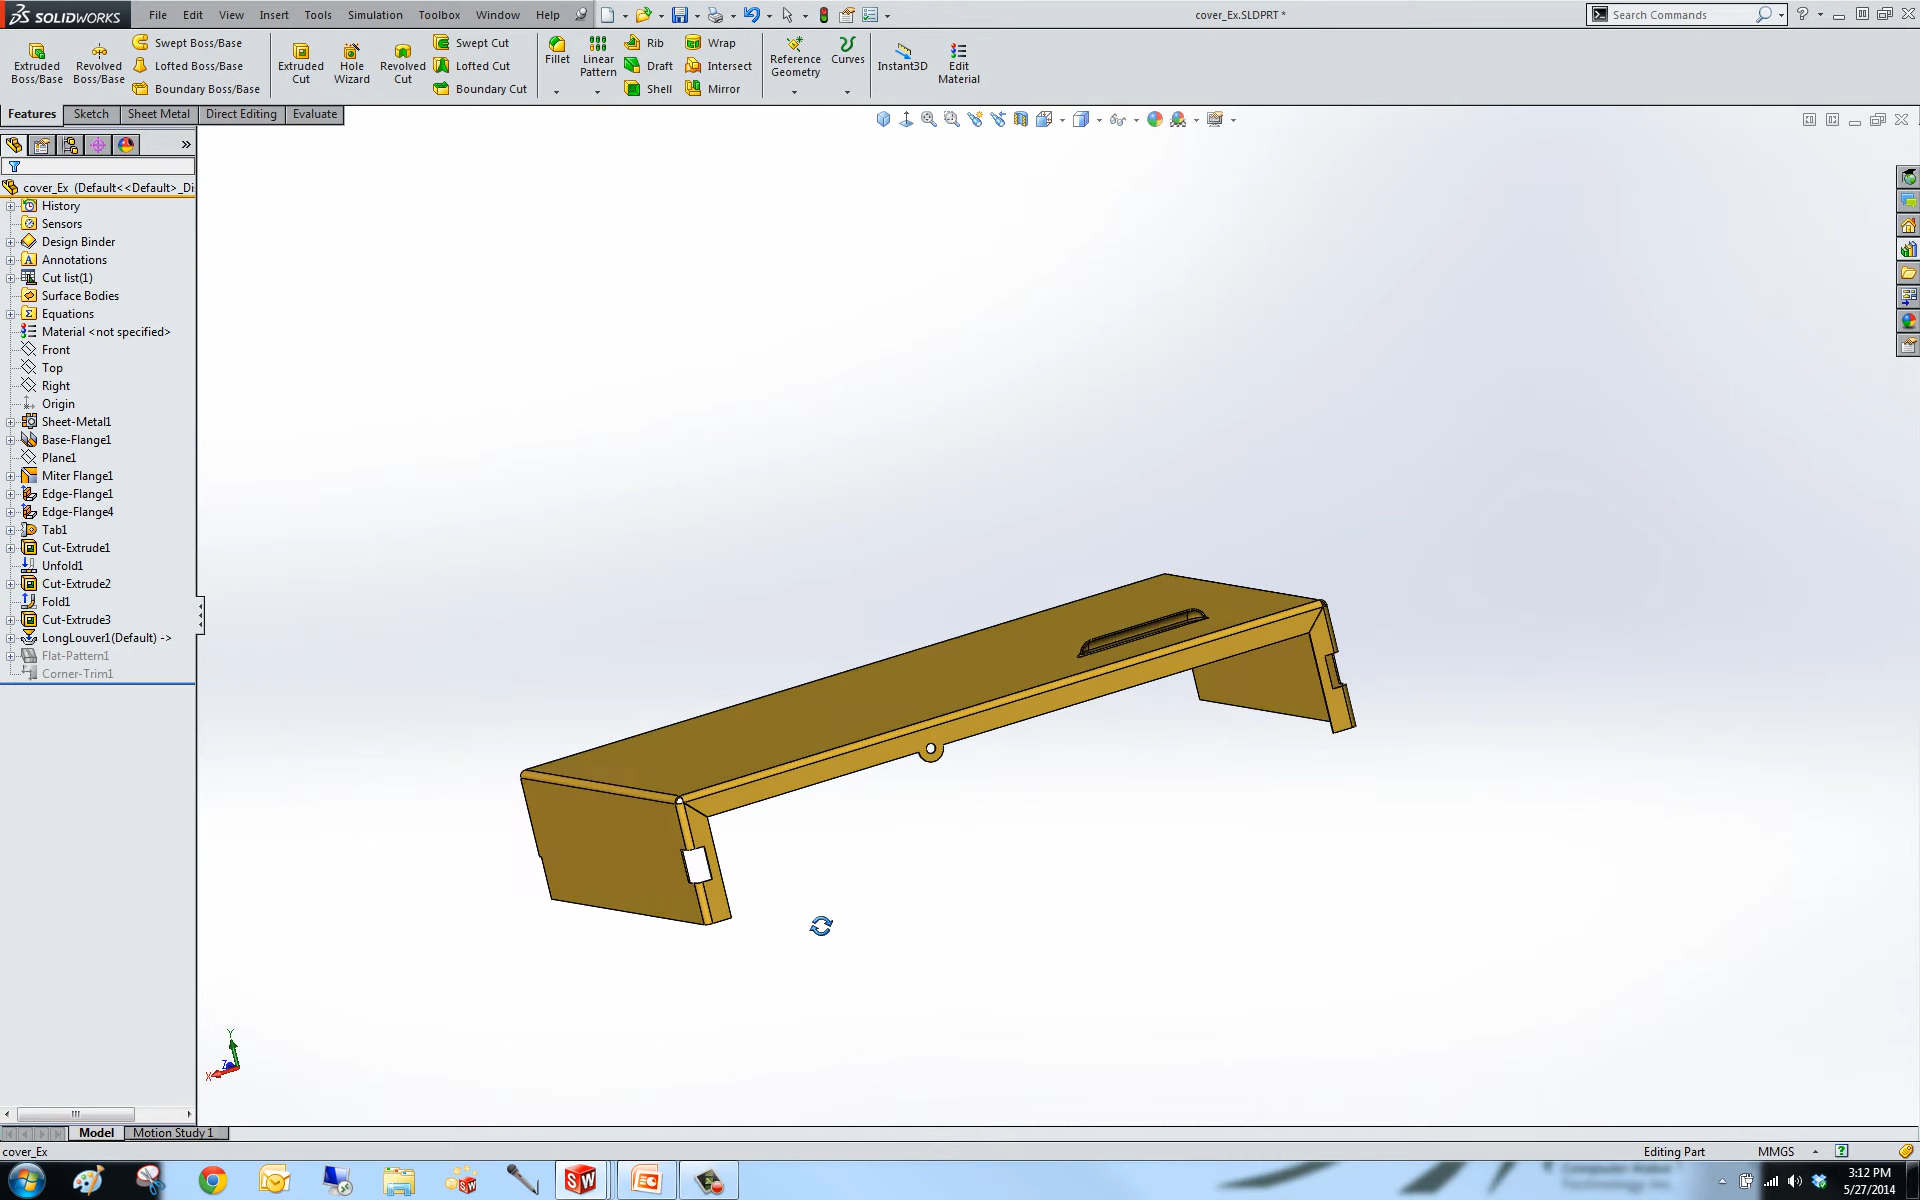 SOLIDWORKS File Edit View Insert Tools Simulation Toolbox Window Help cover_Ex.SLDPRT * Search Commands ?
Extruded Boss/Base
Revolved Boss/Base
Swept Boss/Base
Lofted Boss/Base
Boundary Boss/Base
Extruded Cut
Hole Wizard
Revolved Cut
Swept Cut
Lofted Cut
Boundary Cut
Fillet
Linear Pattern
Rib
Draft
Shell
Wrap
Intersect
Mirror
Reference Geometry
Curves
Instant3D
Edit Material
Features Sketch Sheet Metal Direct Editing Evaluate
»
cover_Ex (Default<<Default>_Di
History
Sensors
Design Binder
Annotations
Cut list(1)
Surface Bodies
Equations
Material <not specified>
Front
Top
Right
Origin
Sheet-Metal1
Base-Flange1
Plane1
Miter Flange1
Edge-Flange1
Edge-Flange4
Tab1
Cut-Extrude1
Unfold1
Cut-Extrude2
Fold1
Cut-Extrude3
LongLouver1(Default) ->
Flat-Pattern1
Corner-Trim1
Y
Z
X
Model Motion Study 1
cover_Ex Editing Part MMGS ?
3:12 PM
5/27/2014